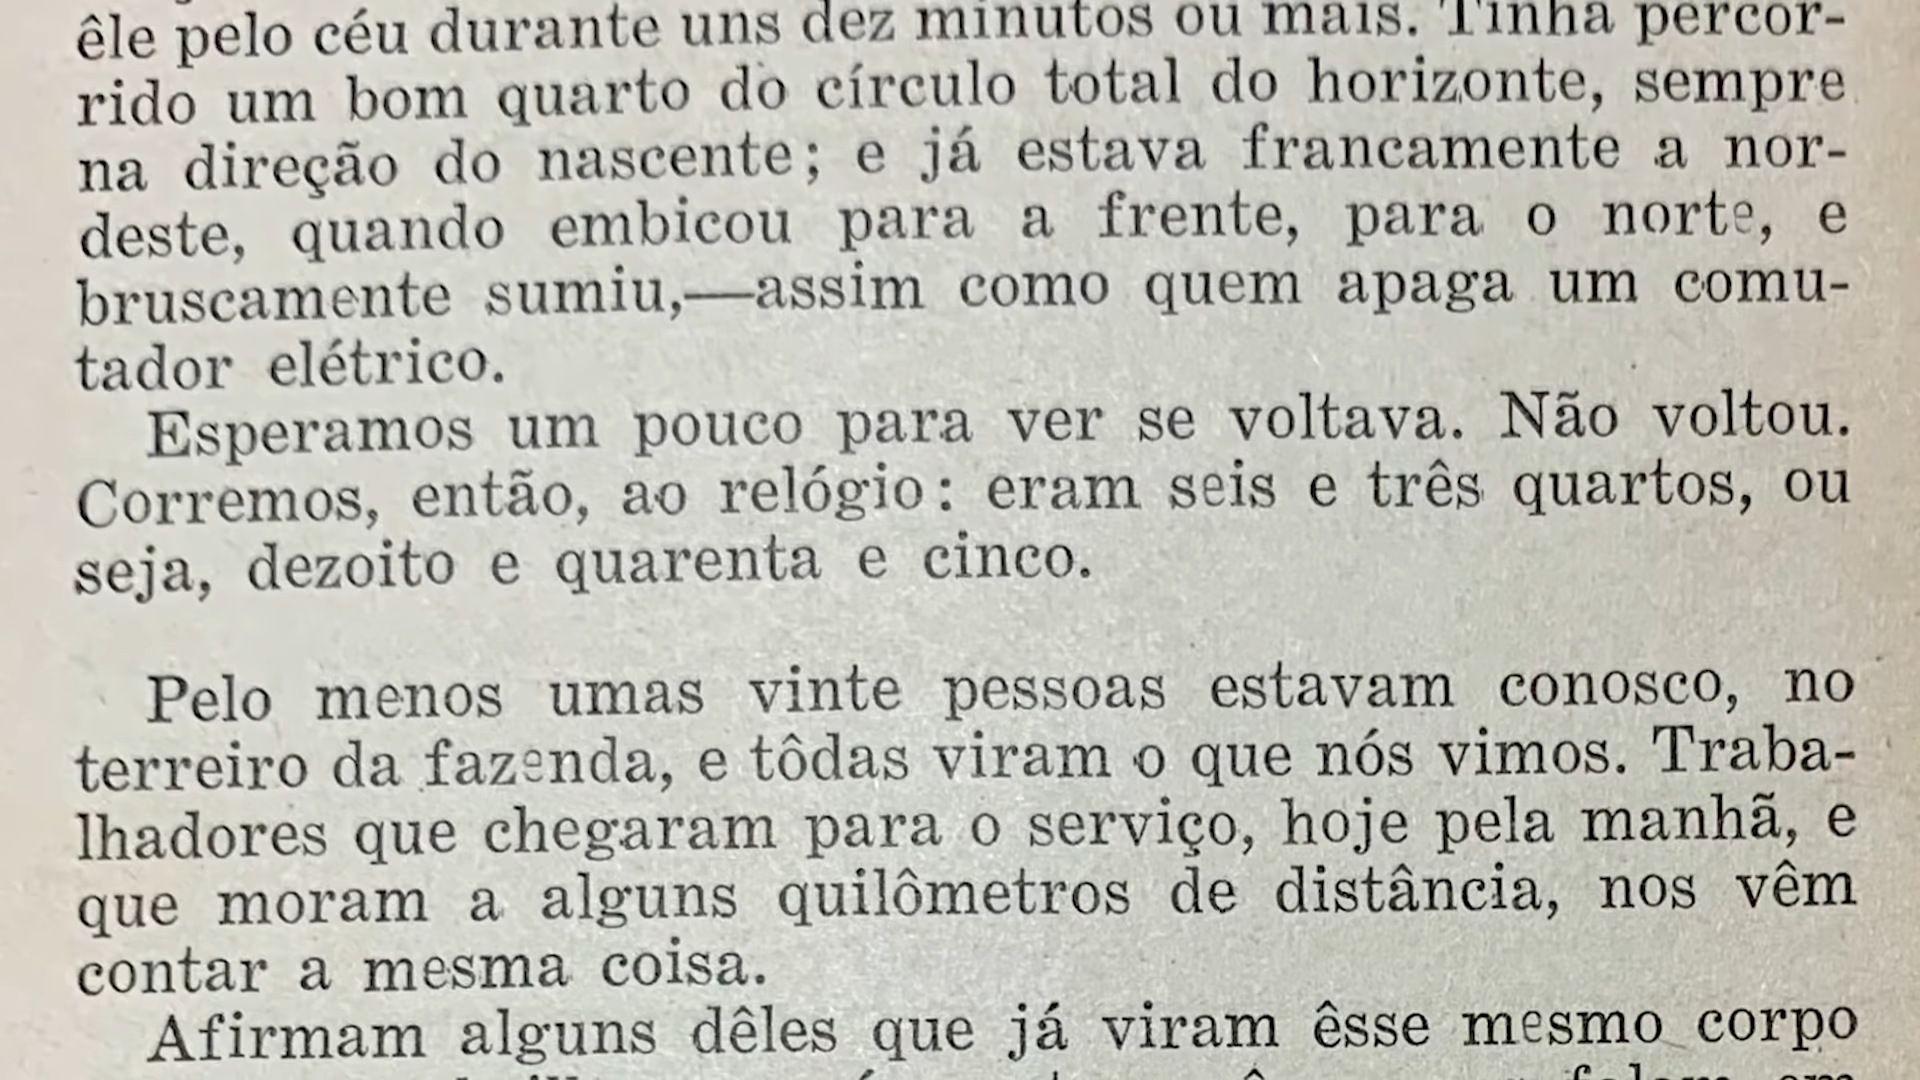 êle pelo céu durante uns dez minutos ou mais. Tinha percor-
rido um bom quarto do círculo total do horizonte, sempre
na direção do nascente; e já estava francamente a nor-
deste, quando embicou para a frente, para o norte, e
bruscamente sumiu,—assim como quem apaga um comu-
tador elétrico.
Esperamos um pouco para ver se voltava. Não voltou.
Corremos, então, ao relógio: eram seis e três quartos, ou
seja, dezoito e quarenta e cinco.
Pelo menos umas vinte pessoas estavam conosco, no
terreiro da fazenda, e tôdas viram o que nós vimos. Traba-
lhadores que chegaram para o serviço, hoje pela manhã, e
que moram a alguns quilômetros de distância, nos vêm
contar a mesma coisa.
Afirmam alguns dêles que já viram êsse mesmo corpo